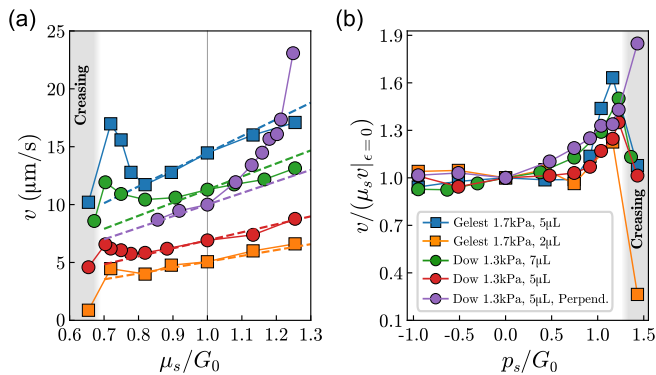 (a)
25
20
15
10
5
0
v (μm/s)
Creasing
0.6 0.7 0.8 0.9 1.0 1.1 1.2 1.3
μs/G0
(b)
1.9
1.6
1.3
1.0
0.7
0.4
0.1
v/(μsv|ϵ=0)
Gelest 1.7kPa, 5μL
Gelest 1.7kPa, 2μL
Dow 1.3kPa, 7μL
Dow 1.3kPa, 5μL
Dow 1.3kPa, 5μL, Perpend.
Creasing
-1.0 -0.5 0.0 0.5 1.0 1.5
ps/G0